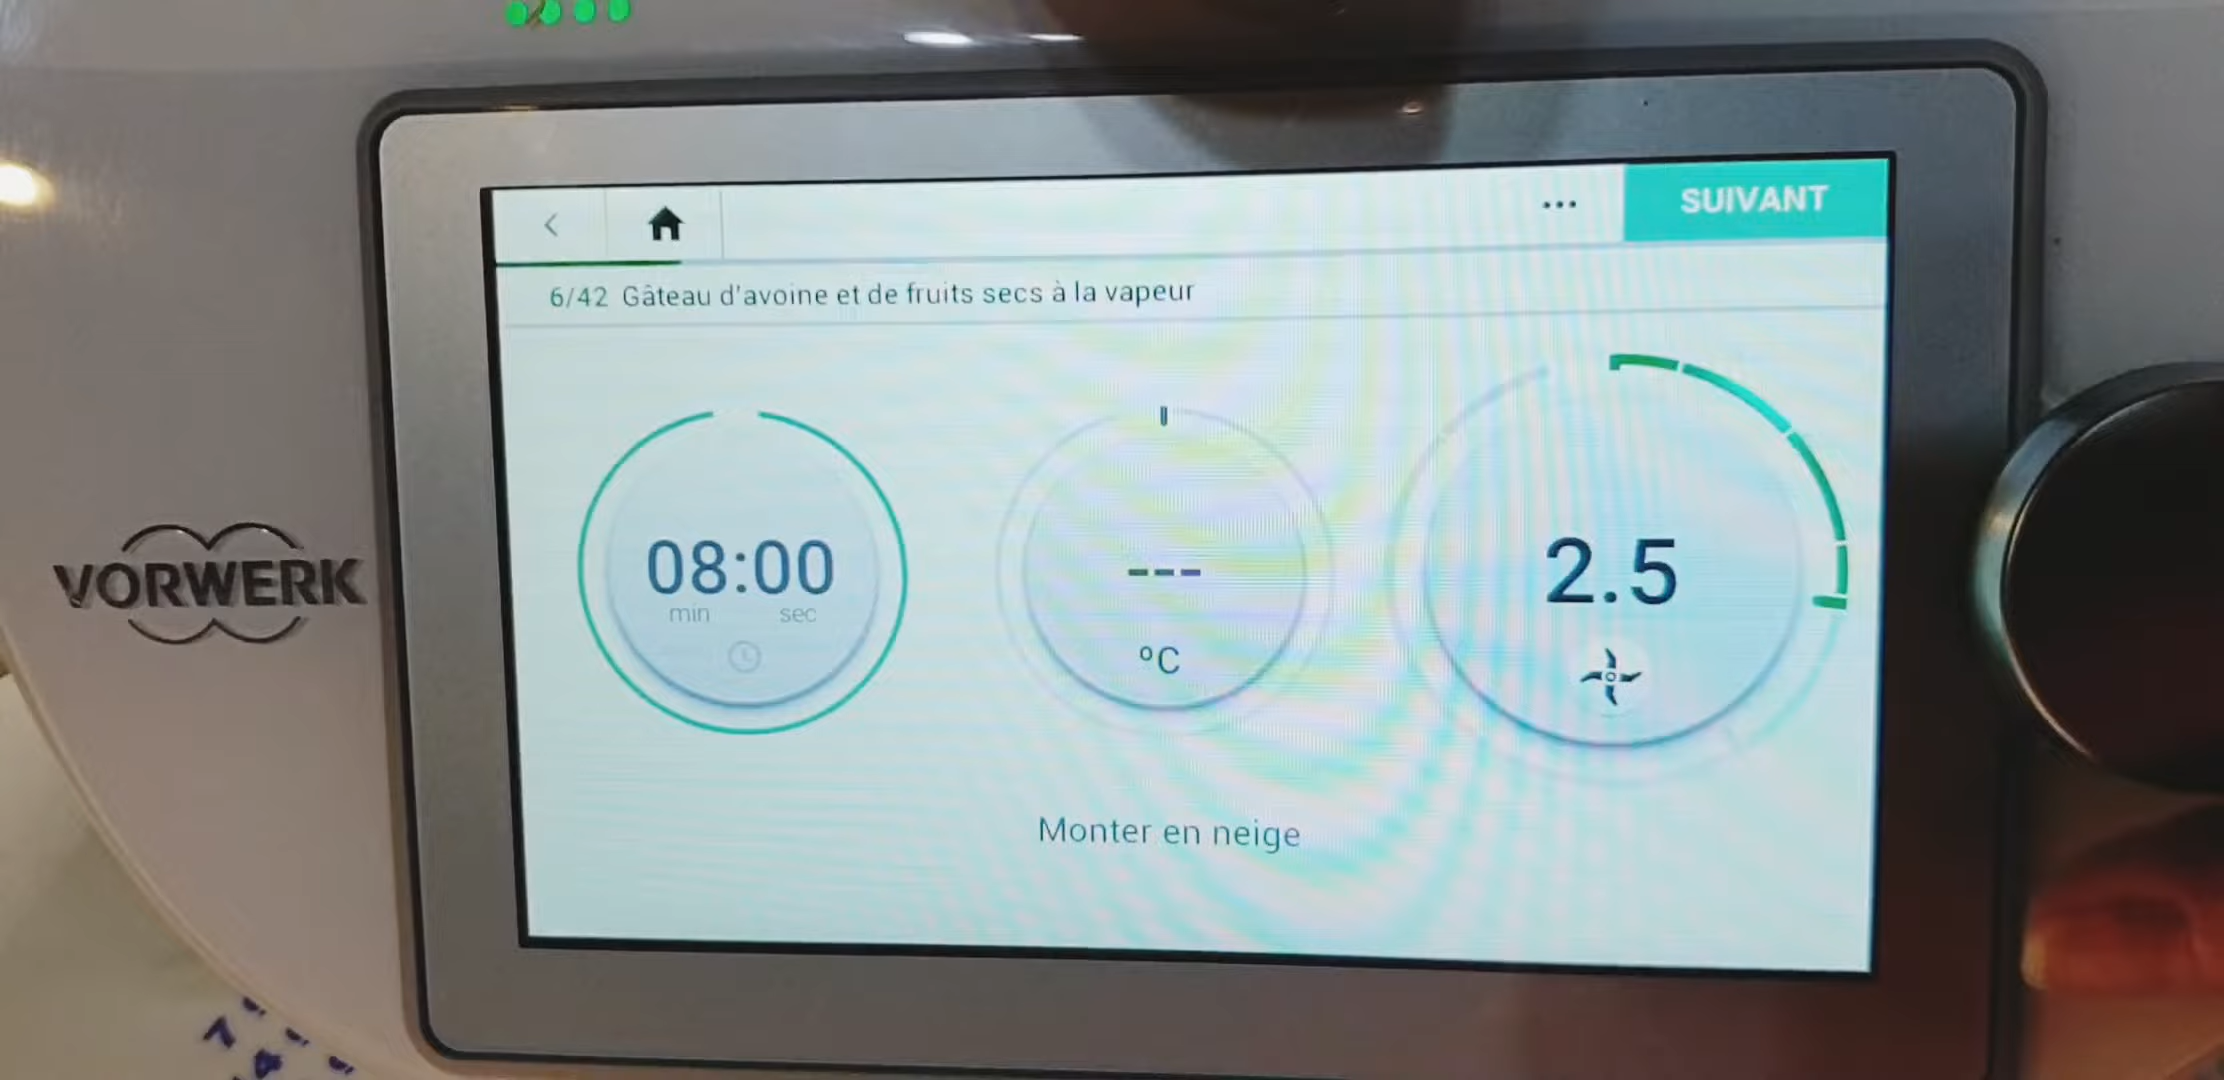 SUIVANT
6/42 Gâteau d'avoine et de fruits secs à la vapeur
08:00
min sec
---
°C
2.5
Monter en neige
VORWERK